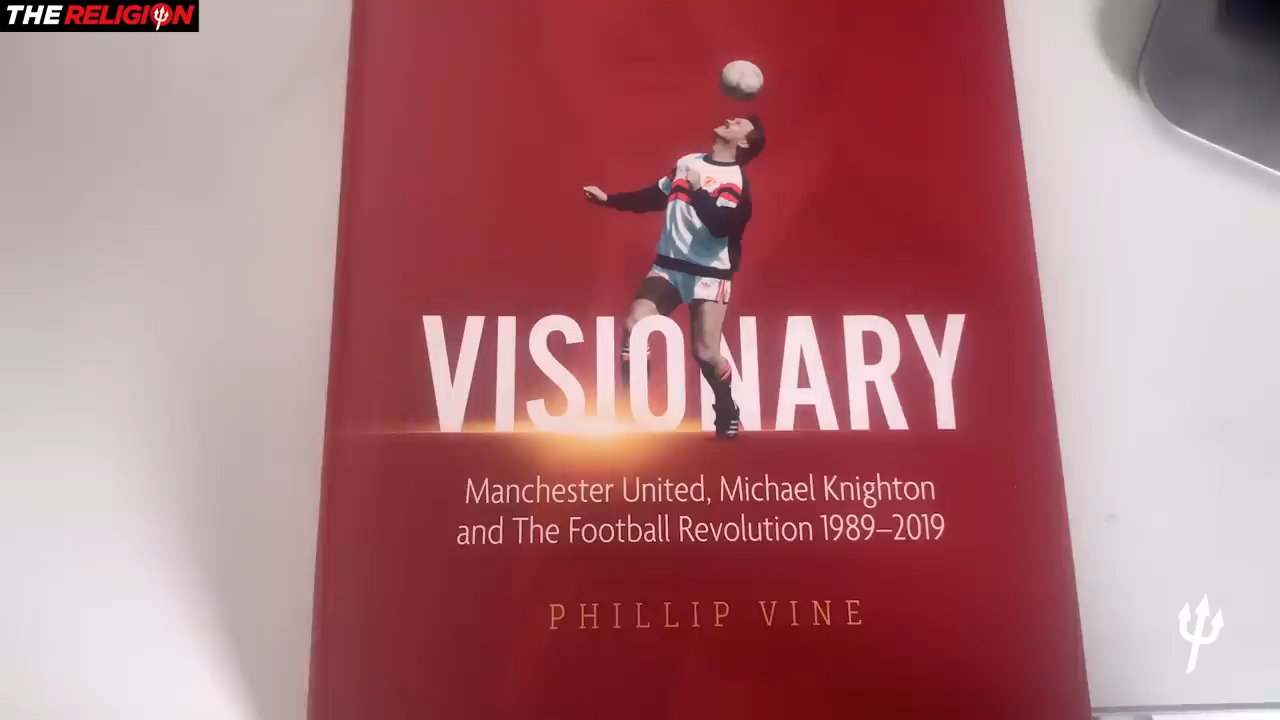 THE RELIGION
VISIONARY
Manchester United, Michael Knighton
and The Football Revolution 1989–2019
PHILLIP VINE